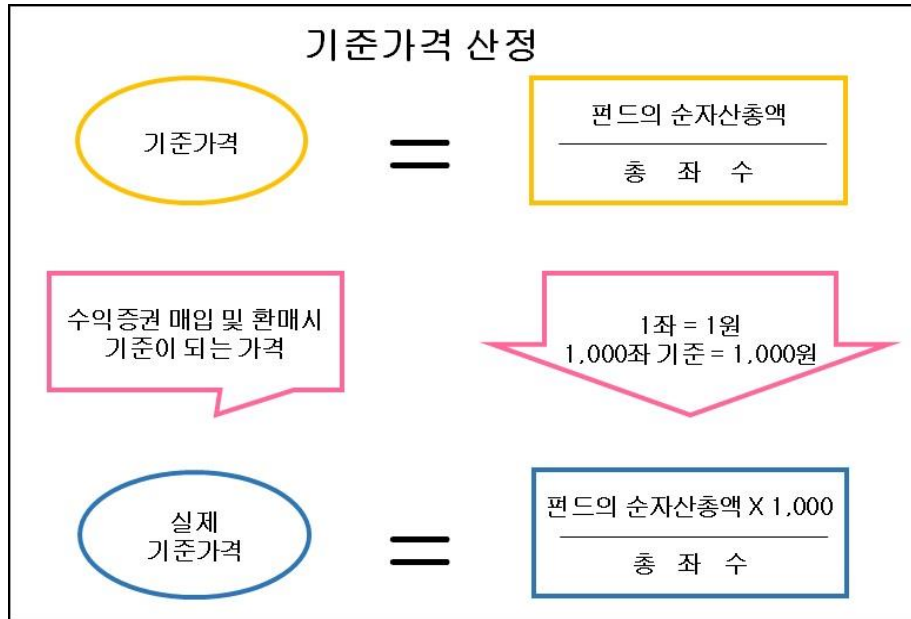 기준가격 산정
기준가격
=
펀드의 순자산총액
총 좌 수
수익증권 매입 및 환매시
기준이 되는 가격
1좌 = 1원
1,000좌 기준 = 1,000원
실제
기준가격
=
펀드의 순자산총액 X 1,000
총 좌 수